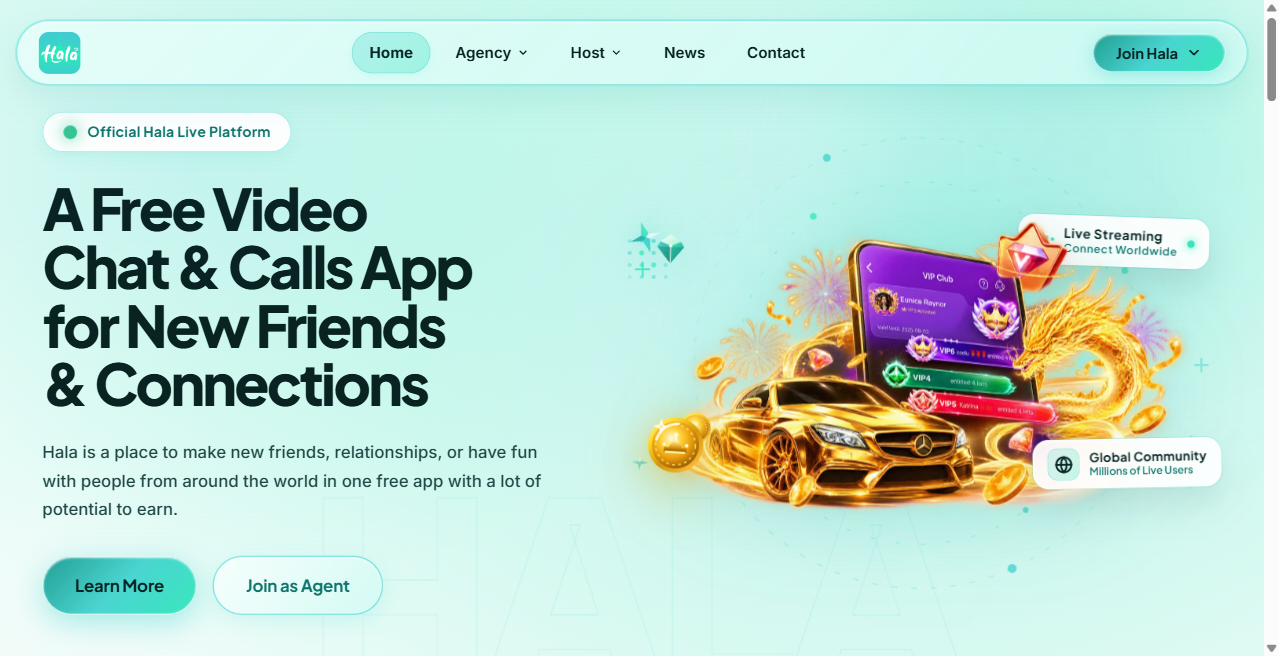 Hala
Home
Agency
Host
News
Contact
Join Hala
Official Hala Live Platform
A Free Video
Chat & Calls App
for New Friends
& Connections
Hala is a place to make new friends, relationships, or have fun
with people from around the world in one free app with a lot of
potential to earn.
Learn More
Join as Agent
Live Streaming
Connect Worldwide
VIP Club
Eunice Raynor
VIP6
VIP4
VIP5 Katrina
Global Community
Millions of Live Users
HALA